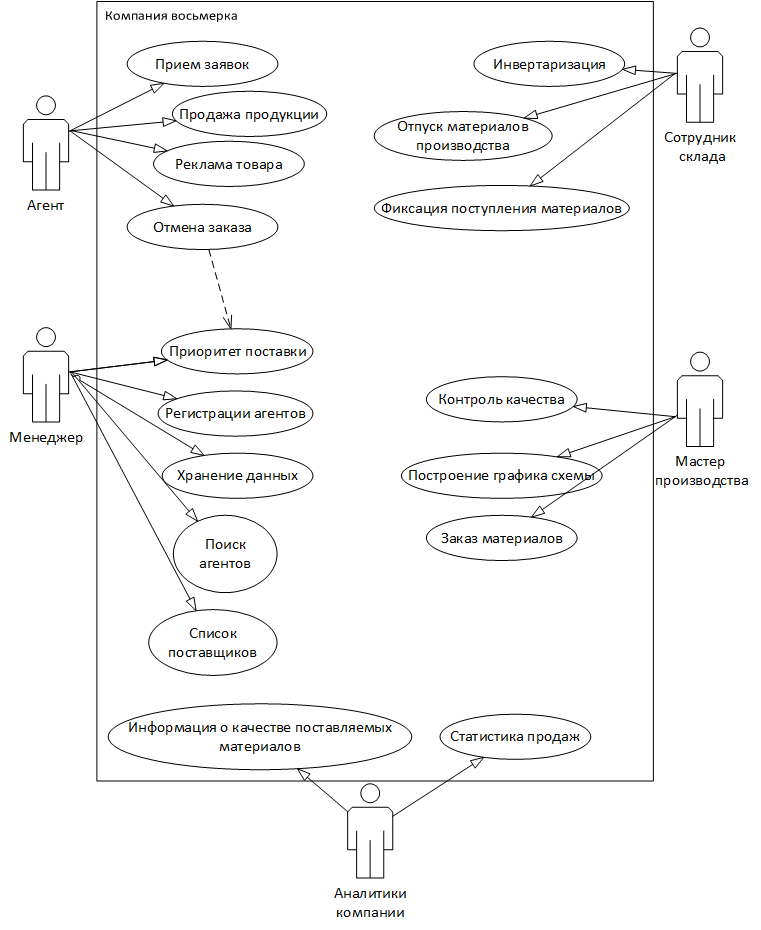 Компания восьмерка
Прием заявок
Продажа продукции
Реклама товара
Отмена заказа
Агент
Инвертаризация
Отпуск материалов
производства
Фиксация поступления материалов
Сотрудник
склада
Приоритет поставки
Регистрации агентов
Хранение данных
Поиск
агентов
Список
поставщиков
Менеджер
Контроль качества
Построение графика схемы
Заказ материалов
Мастер
производства
Информация о качестве поставляемых
материалов
Статистика продаж
Аналитики
компании